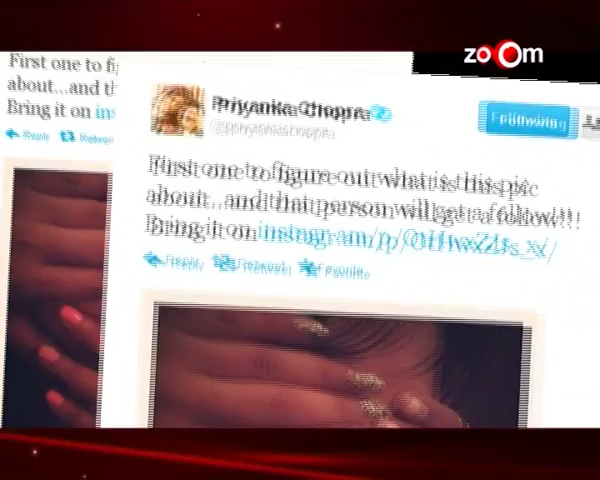 zoom
First one to fi
about...and th
Bring it on ins
Reply Retweet
Priyanka Chopra
@priyankachopra
Following
First one to figure out what is this pic
about...and that person will get a follow!!!
Bring it on
Reply Retweet Favorite